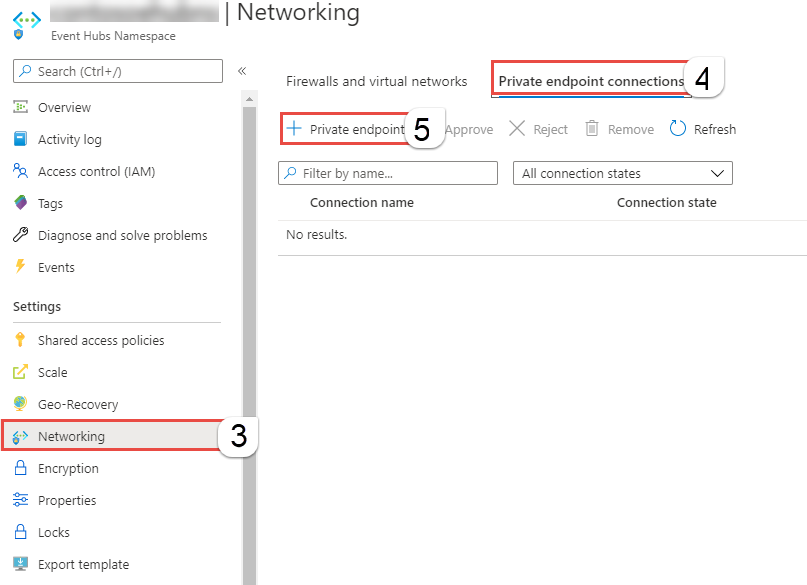 | Networking
Event Hubs Namespace
Search (Ctrl+/)
«
Overview
Activity log
Access control (IAM)
Tags
Diagnose and solve problems
Events
Settings
Shared access policies
Scale
Geo-Recovery
Networking
3
Encryption
Properties
Locks
Export template
Firewalls and virtual networks
Private endpoint connections
4
+ Private endpoint
5
Approve
Reject
Remove
Refresh
Filter by name...
All connection states
Connection name
Connection state
No results.